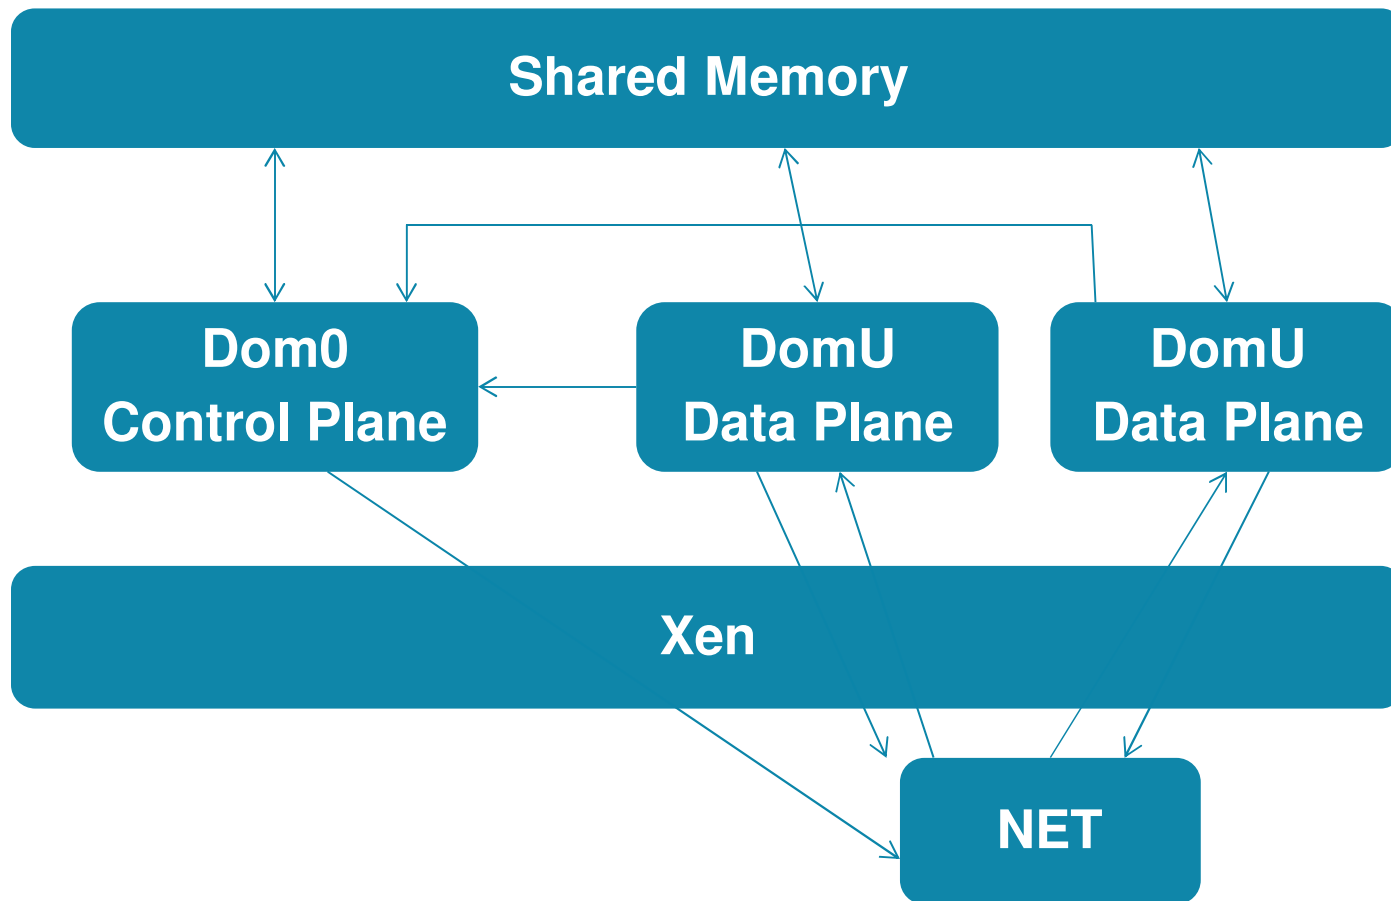 Shared Memory
Dom0
Control Plane
DomU
Data Plane
DomU
Data Plane
Xen
NET